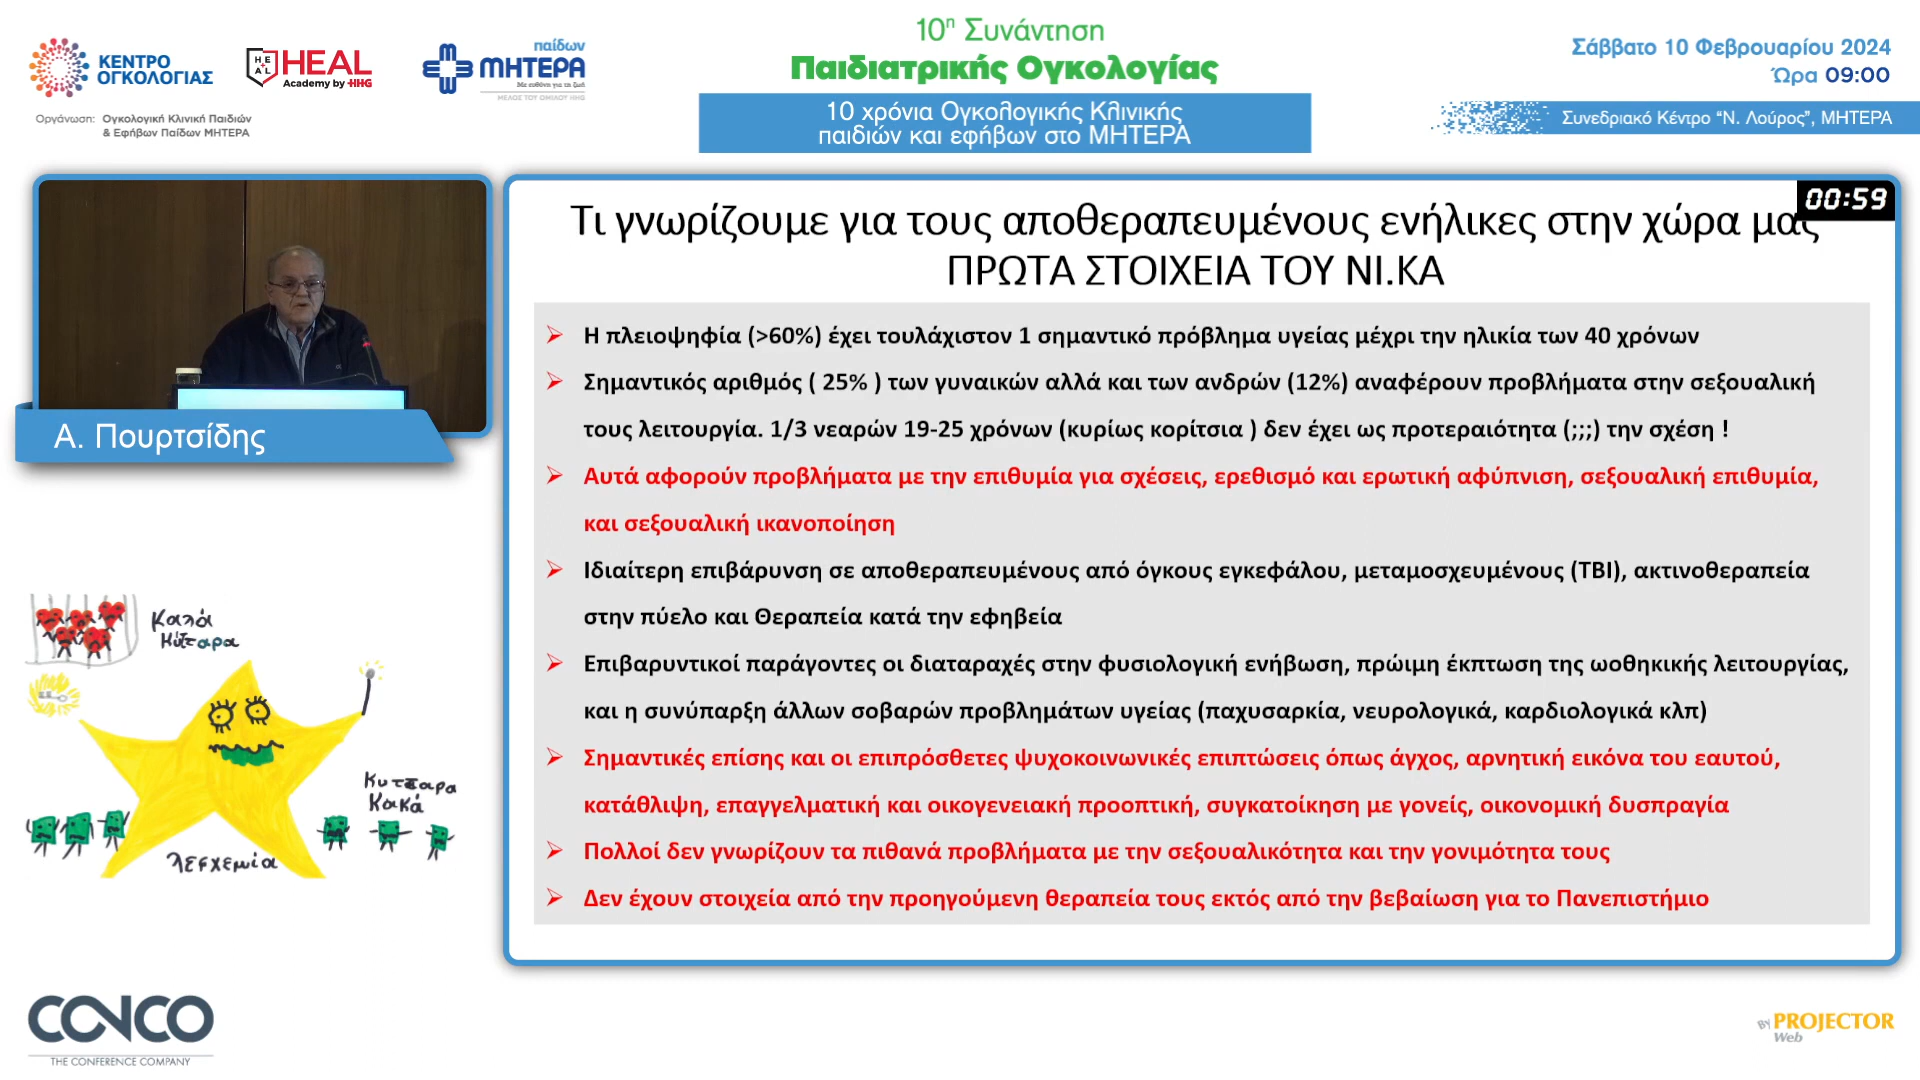 ΚΕΝΤΡΟ
ΟΓΚΟΛΟΓΙΑΣ
HEAL
HEAL
Academy by HHG
παίδων
ΜΗΤΕΡΑ
Με ευθύνη για τη ζωή
ΜΕΛΟΣ ΤΟΥ ΟΜΙΛΟΥ HHG
Οργάνωση: Ογκολογική Κλινική Παιδιών
& Εφήβων Παίδων ΜΗΤΕΡΑ
10η Συνάντηση
Παιδιατρικής Ογκολογίας
10 χρόνια Ογκολογικής Κλινικής
παιδιών και εφήβων στο ΜΗΤΕΡΑ
Σάββατο 10 Φεβρουαρίου 2024
Ώρα 09:00
Συνεδριακό Κέντρο “Ν. Λούρος”, ΜΗΤΕΡΑ
Α. Πουρτσίδης
00:59
Τι γνωρίζουμε για τους αποθεραπευμένους ενήλικες στην χώρα μας
ΠΡΩΤΑ ΣΤΟΙΧΕΙΑ ΤΟΥ ΝΙ.ΚΑ
Η πλειοψηφία (>60%) έχει τουλάχιστον 1 σημαντικό πρόβλημα υγείας μέχρι την ηλικία των 40 χρόνων
Σημαντικός αριθμός ( 25% ) των γυναικών αλλά και των ανδρών (12%) αναφέρουν προβλήματα στην σεξουαλική
τους λειτουργία. 1/3 νεαρών 19-25 χρόνων (κυρίως κορίτσια ) δεν έχει ως προτεραιότητα (;;;) την σχέση !
Αυτά αφορούν προβλήματα με την επιθυμία για σχέσεις, ερεθισμό και ερωτική αφύπνιση, σεξουαλική επιθυμία,
και σεξουαλική ικανοποίηση
Ιδιαίτερη επιβάρυνση σε αποθεραπευμένους από όγκους εγκεφάλου, μεταμοσχευμένους (TBI), ακτινοθεραπεία
στην πύελο και Θεραπεία κατά την εφηβεία
Επιβαρυντικοί παράγοντες οι διαταραχές στην φυσιολογική ενήβωση, πρώιμη έκπτωση της ωοθηκικής λειτουργίας,
και η συνύπαρξη άλλων σοβαρών προβλημάτων υγείας (παχυσαρκία, νευρολογικά, καρδιολογικά κλπ)
Σημαντικές επίσης και οι επιπρόσθετες ψυχοκοινωνικές επιπτώσεις όπως άγχος, αρνητική εικόνα του εαυτού,
κατάθλιψη, επαγγελματική και οικογενειακή προοπτική, συγκατοίκηση με γονείς, οικονομική δυσπραγία
Πολλοί δεν γνωρίζουν τα πιθανά προβλήματα με την σεξουαλικότητα και την γονιμότητα τους
Δεν έχουν στοιχεία από την προηγούμενη θεραπεία τους εκτός από την βεβαίωση για το Πανεπιστήμιο
Καλά
Κύτταρα
Κυτταρα
Κακά
λεφχεμία
CONCO
THE CONFERENCE COMPANY
BY PROJECTOR
Web